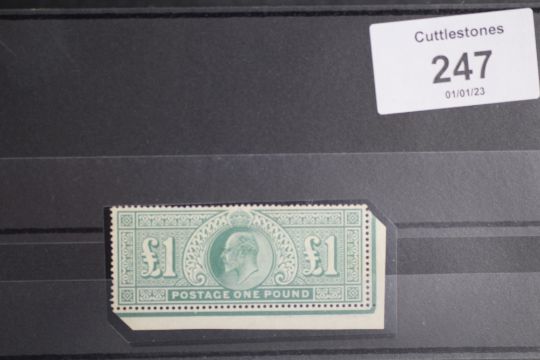 Cuttlestones
247
01/01/23
£1 £1
POSTAGE ONE POUND